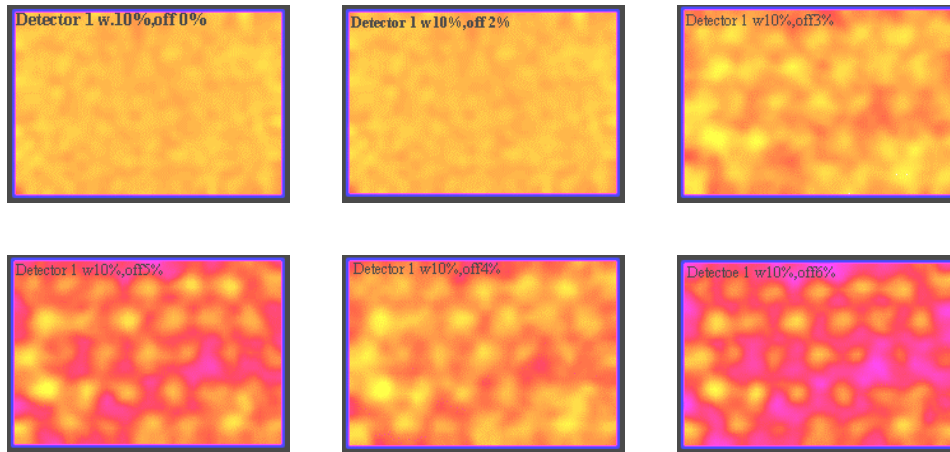 Detector 1 w.10%,off 0%
Detector 1 w10%,off 2%
Detector 1 w10%,off3%
Detector 1 w10%,off5%
Detector 1 w10%,off4%
Detectoe 1 w10%,off6%